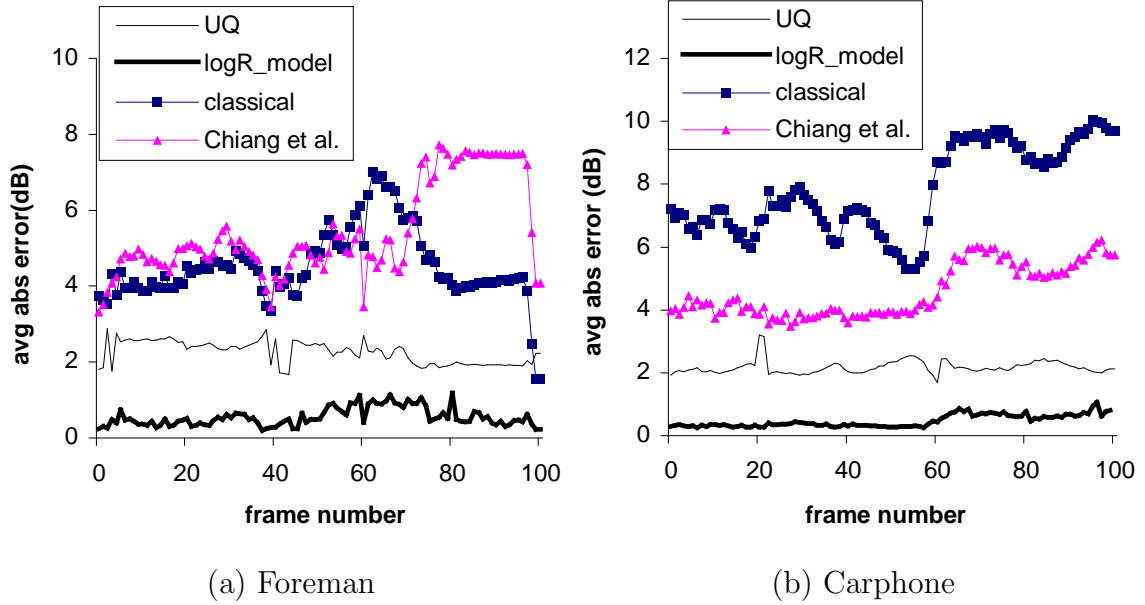 UQ
logR_model
classical
Chiang et al.
10
8
6
4
2
0
avg abs error(dB)
0 20 40 60 80 100
frame number
(a) Foreman
UQ
logR_model
classical
Chiang et al.
12
10
8
6
4
2
0
avg abs error (dB)
0 20 40 60 80 100
frame number
(b) Carphone